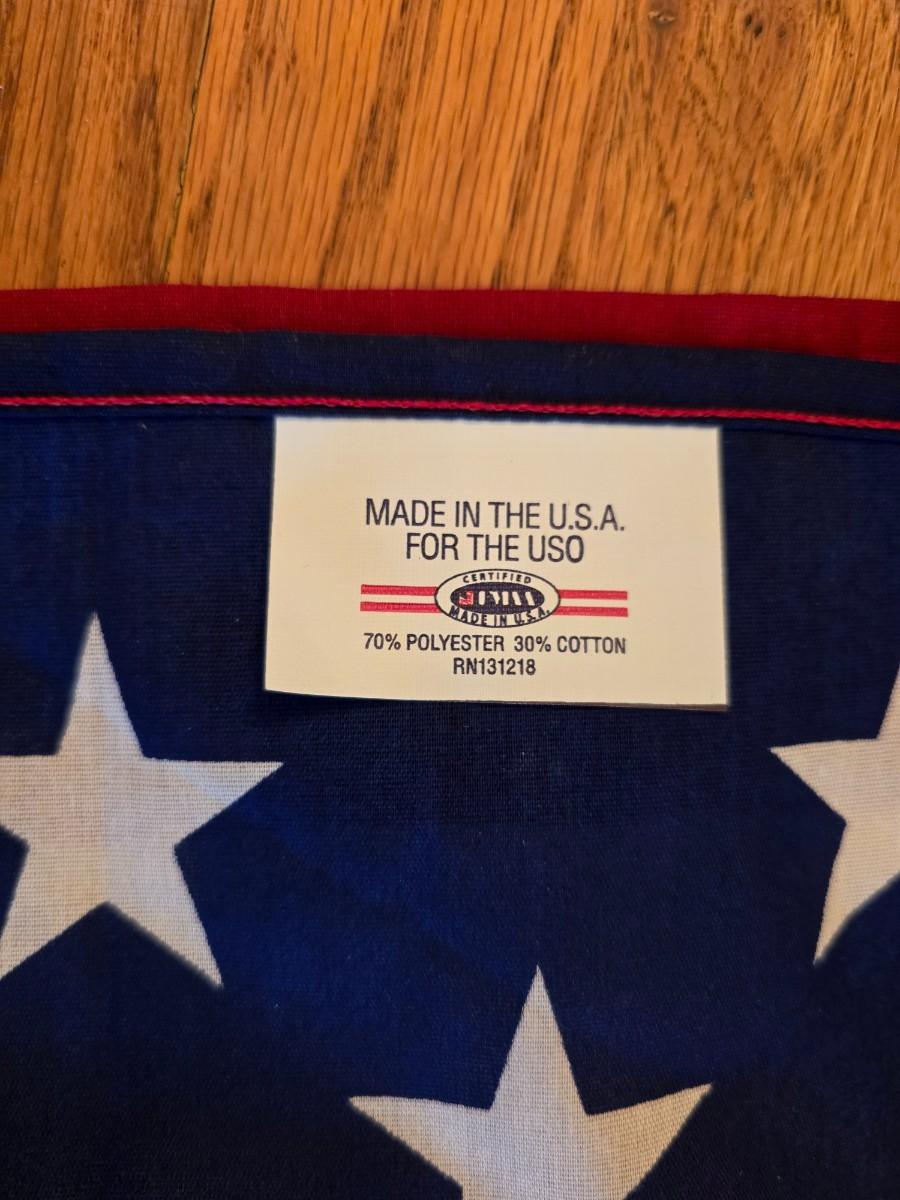 MADE IN THE U.S.A.
FOR THE USO
CERTIFIED
MADE IN U.S.A.
70% POLYESTER 30% COTTON
RN131218